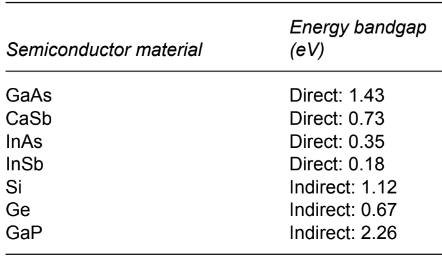 Energy bandgap
Semiconductor material (eV)
GaAs Direct: 1.43
CaSb Direct: 0.73
InAs Direct: 0.35
InSb Direct: 0.18
Si Indirect: 1.12
Ge Indirect: 0.67
GaP Indirect: 2.26